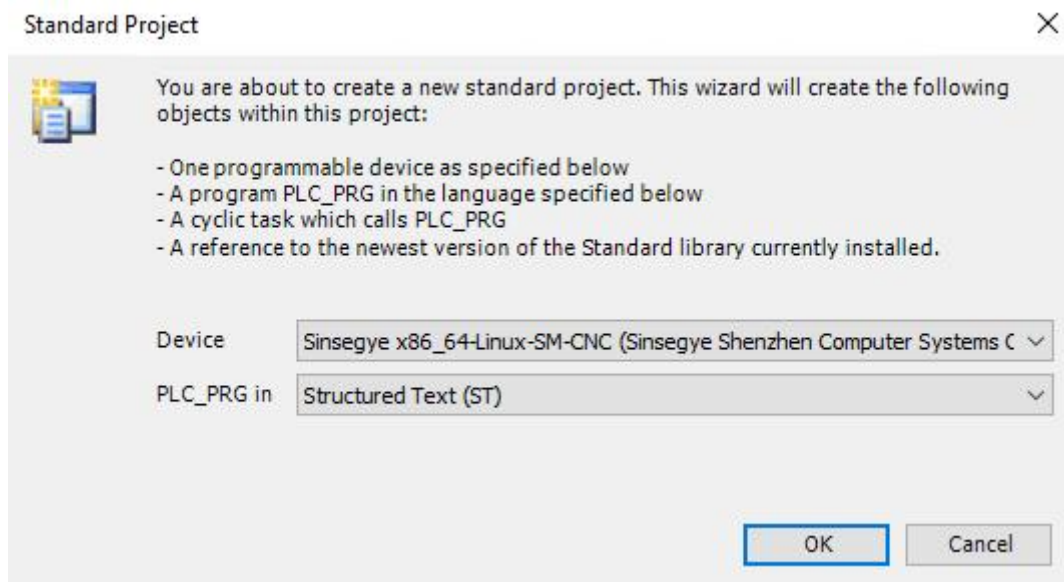 Standard Project
You are about to create a new standard project. This wizard will create the following
objects within this project:
- One programmable device as specified below
- A program PLC_PRG in the language specified below
- A cyclic task which calls PLC_PRG
- A reference to the newest version of the Standard library currently installed.
Device Sinsegye x86_64-Linux-SM-CNC (Sinsegye Shenzhen Computer Systems C
PLC_PRG in Structured Text (ST)
OK Cancel